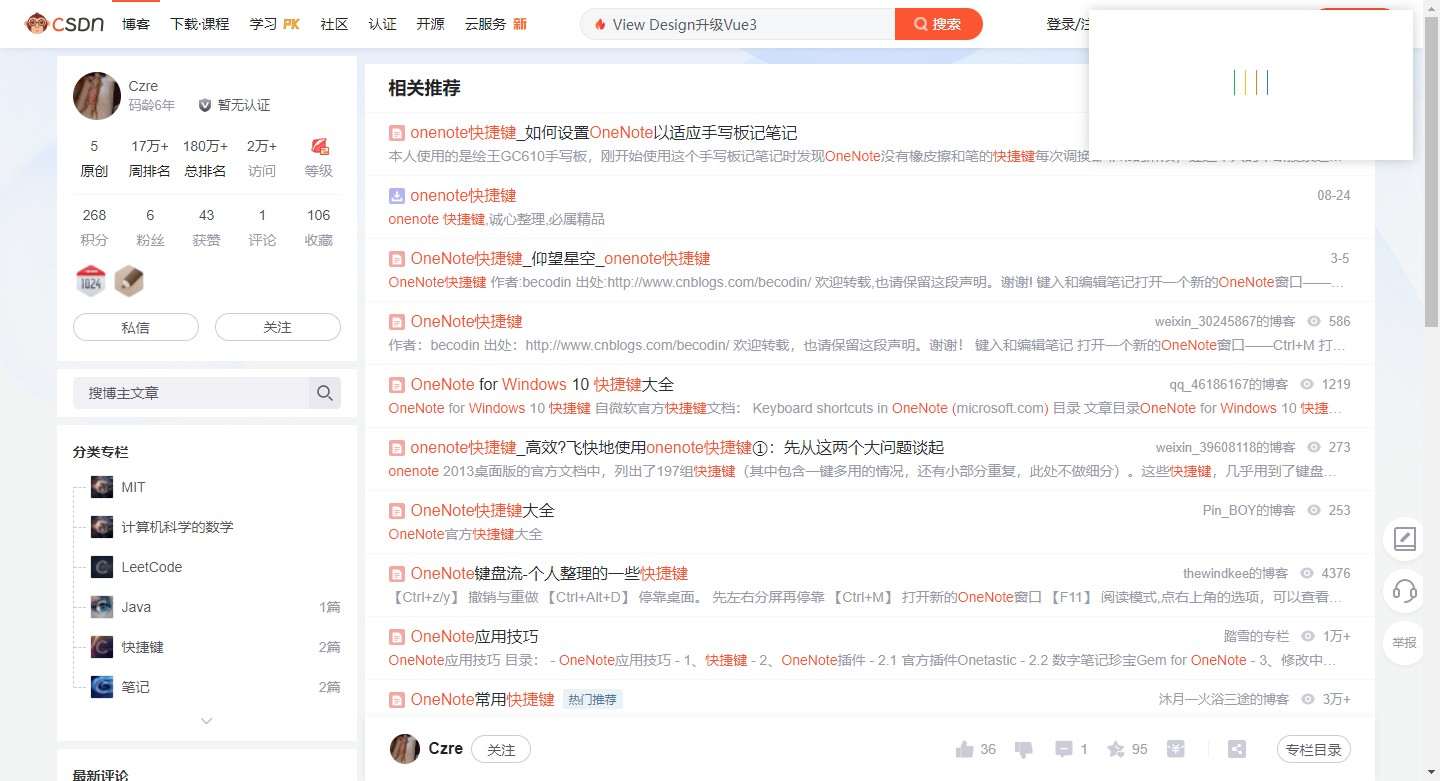 CSDN 博客 下载·课程 学习 PK 社区 认证 开源 云服务 新 View Design升级Vue3 搜索 登录/注
Czre
码龄6年 暂无认证
5 17万+ 180万+ 2万+
原创 周排名 总排名 访问 等级
268 6 43 1 106
积分 粉丝 获赞 评论 收藏
1024
私信 关注
搜博主文章
分类专栏
MIT
计算机科学的数学
LeetCode
Java 1篇
快捷键 2篇
笔记 2篇
最新评论
相关推荐
onenote快捷键_如何设置OneNote以适应手写板记笔记
本人使用的是绘王GC610手写板，刚开始使用这个手写板记笔记时发现OneNote没有橡皮擦和笔的快捷键每次调换
onenote快捷键 08-24
onenote 快捷键,诚心整理,必属精品
OneNote快捷键_仰望星空_onenote快捷键 3-5
OneNote快捷键 作者:becodin 出处:http://www.cnblogs.com/becodin/ 欢迎转载,也请保留这段声明。谢谢! 键入和编辑笔记打开一个新的OneNote窗口——...
OneNote快捷键 weixin_30245867的博客 586
作者：becodin 出处：http://www.cnblogs.com/becodin/ 欢迎转载，也请保留这段声明。谢谢！ 键入和编辑笔记 打开一个新的OneNote窗口——Ctrl+M 打...
OneNote for Windows 10 快捷键大全 qq_46186167的博客 1219
OneNote for Windows 10 快捷键 自微软官方快捷键文档： Keyboard shortcuts in OneNote (microsoft.com) 目录 文章目录OneNote for Windows 10 快捷...
onenote快捷键_高效?飞快地使用onenote快捷键①：先从这两个大问题谈起 weixin_39608118的博客 273
onenote 2013桌面版的官方文档中，列出了197组快捷键（其中包含一键多用的情况，还有小部分重复，此处不做细分）。这些快捷键，几乎用到了键盘...
OneNote快捷键大全 Pin_BOY的博客 253
OneNote官方快捷键大全
OneNote键盘流-个人整理的一些快捷键 thewindkee的博客 4376
【Ctrl+z/y】 撤销与重做 【Ctrl+Alt+D】 停靠桌面。 先左右分屏再停靠 【Ctrl+M】 打开新的OneNote窗口 【F11】 阅读模式,点右上角的选项，可以查看...
OneNote应用技巧 踏雪的专栏 1万+
OneNote应用技巧 目录： - OneNote应用技巧 - 1、快捷键 - 2、OneNote插件 - 2.1 官方插件Onetastic - 2.2 数字笔记珍宝Gem for OneNote - 3、修改中...
OneNote常用快捷键 热门推荐 沐月一火浴三途的博客 3万+
Czre 关注 36 1 95 专栏目录
举报